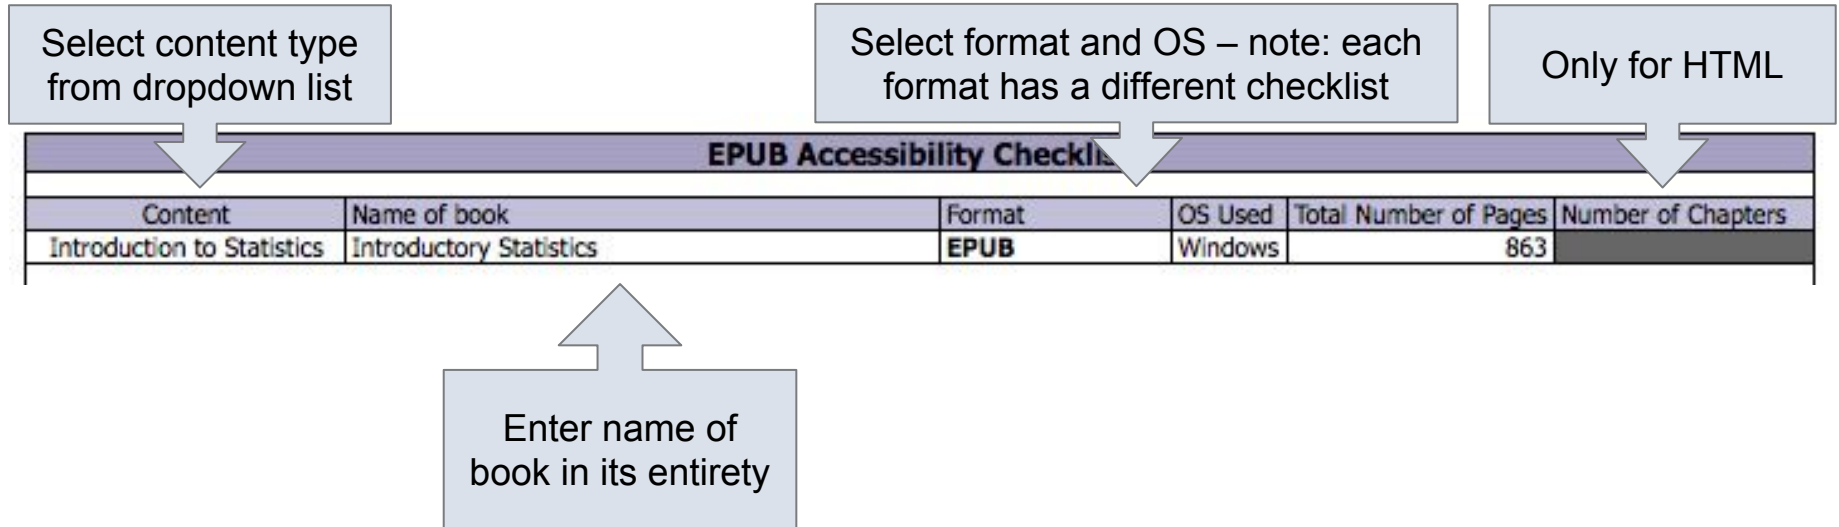 Select content type
from dropdown list
Select format and OS – note: each
format has a different checklist
Only for HTML
EPUB Accessibility Checklis
Content Name of book Format OS Used Total Number of Pages Number of Chapters
Introduction to Statistics Introductory Statistics EPUB Windows 863
Enter name of
book in its entirety